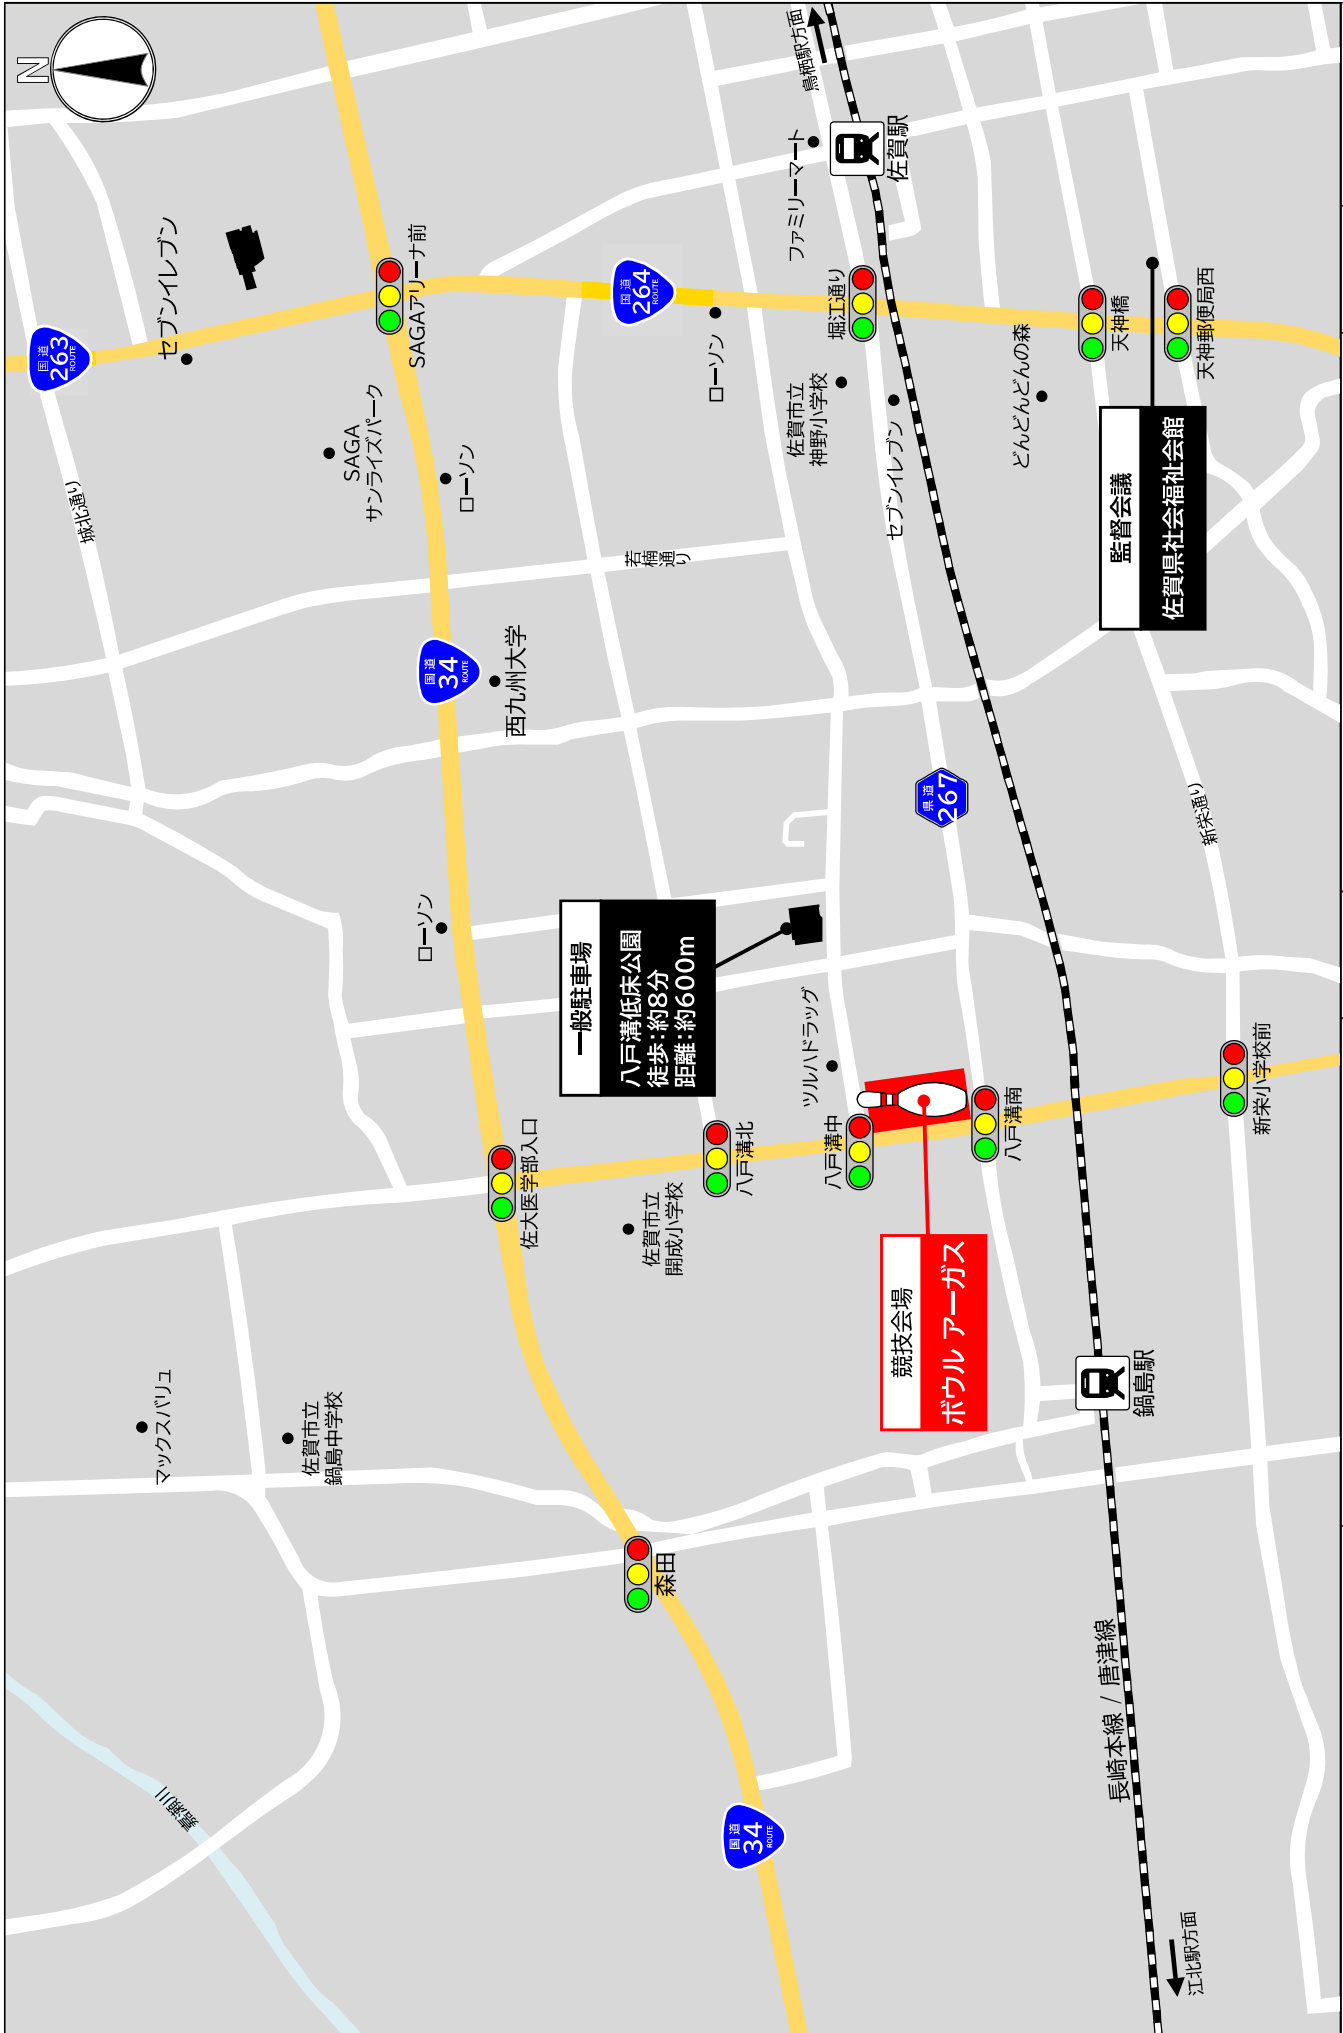 N
鳥栖駅方面
佐賀駅
ファミリーマート
セブンイレブン
国道
263
ROUTE
SAGAアリーナ前
国道
264
ROUTE
ローソン
堀江通り
天神橋
天神郵便局西
佐賀市立
神野小学校
どんどんどんの森
セブンイレブン
SAGA
サンライズパーク
ローソン
城北通り
若楠通り
監督会議
佐賀県社会福祉会館
国道
34
ROUTE
西九州大学
県道
267
新栄通り
ローソン
一般駐車場
八戸溝低床公園
徒歩:約8分
距離:約600m
ツルハドラッグ
佐大医学部入口
八戸溝北
八戸溝中
八戸溝南
新栄小学校前
佐賀市立
開成小学校
競技会場
ボウル アーガス
鍋島駅
マックスバリュ
佐賀市立
鍋島中学校
森田
長崎本線 / 唐津線
嘉瀬川
国道
34
ROUTE
江北駅方面